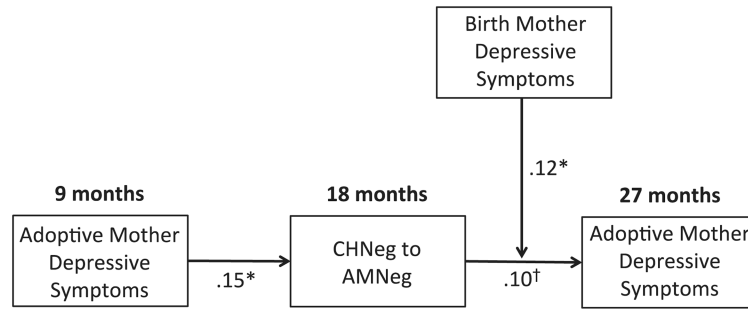 Birth Mother
Depressive
Symptoms
.12*
9 months
18 months
27 months
Adoptive Mother
Depressive
Symptoms
.15*
CHNeg to
AMNeg
.10†
Adoptive Mother
Depressive
Symptoms